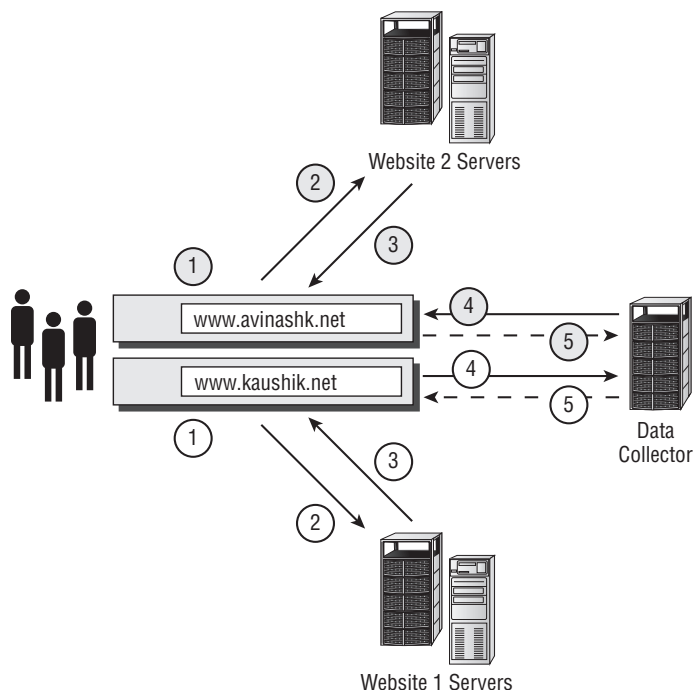 Website 2 Servers
2
3
1
4
www.avinashk.net
5
4
www.kaushik.net
5
Data
Collector
1
3
2
Website 1 Servers